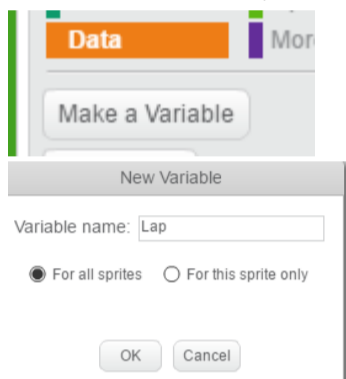 Data
Make a Variable
New Variable
Variable name: Lap
For all sprites For this sprite only
OK Cancel